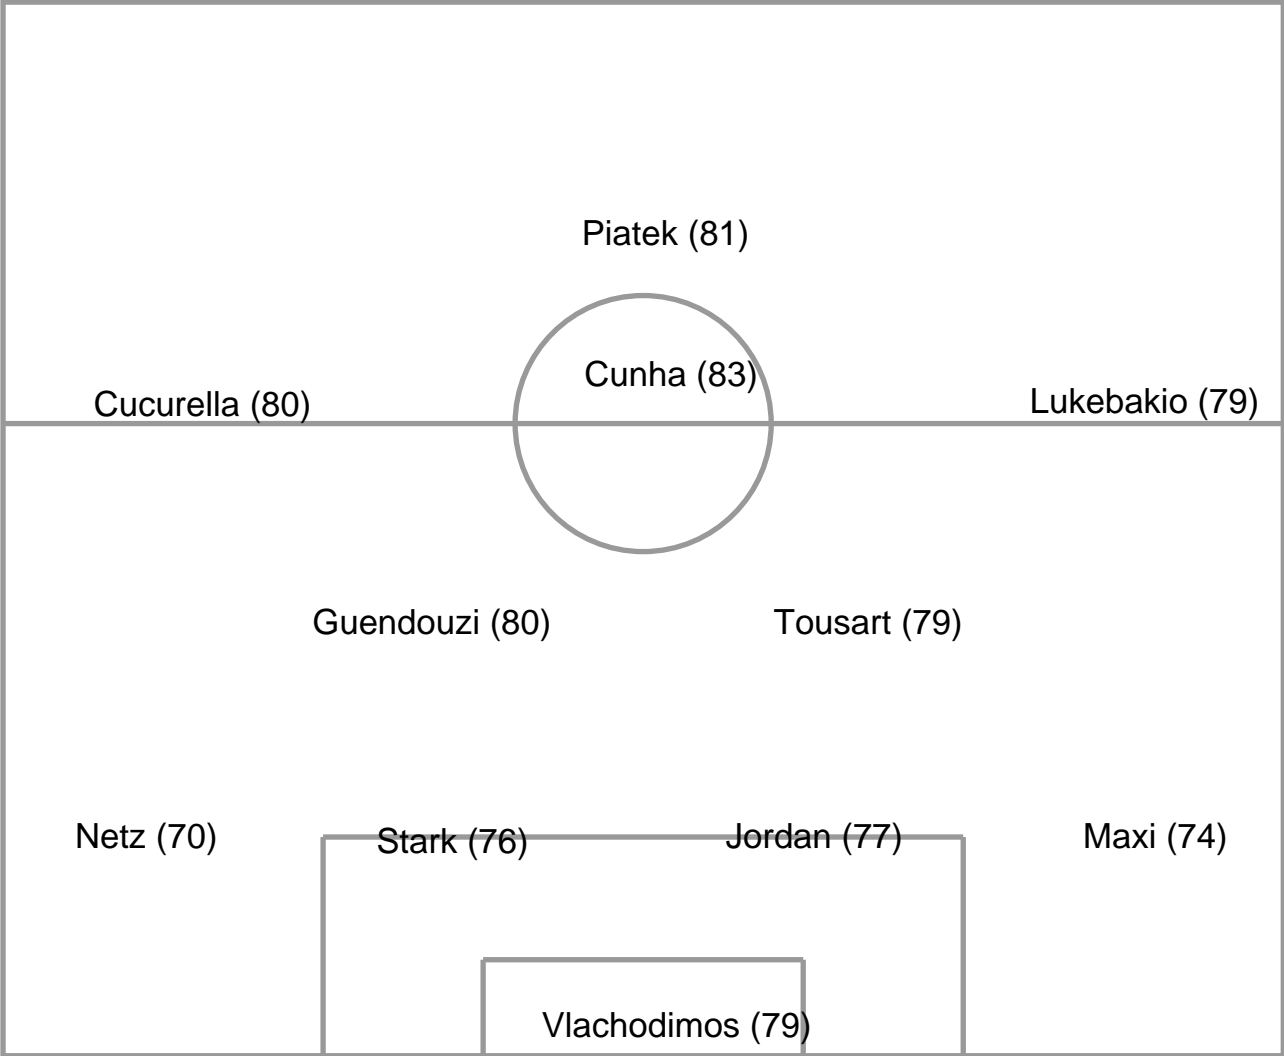 Piatek (81)
Cunha (83)
Cucurella (80)
Lukebakio (79)
Guendouzi (80)
Tousart (79)
Netz (70)
Stark (76)
Jordan (77)
Maxi (74)
Vlachodimos (79)